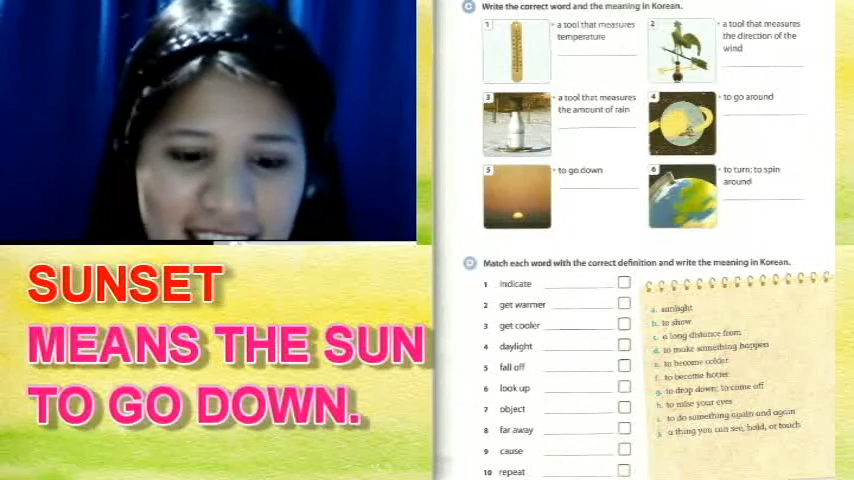 SUNSET
MEANS THE SUN
TO GO DOWN.
C Write the correct word and the meaning in Korean.
1
a tool that measures
temperature
2
a tool that measures
the direction of the
wind
3
a tool that measures
the amount of rain
4
to go around
5
to go down
6
to turn; to spin
around
D Match each word with the correct definition and write the meaning in Korean.
1 indicate
2 get warmer
3 get cooler
4 daylight
5 fall off
6 look up
7 object
8 far away
9 cause
10 repeat
a. sunlight
b. to show
c. a long distance from
d. to make something happen
e. to become colder
f. to become hotter
g. to drop down; to come off
h. to raise your eyes
i. to do something again and again
j. a thing you can see, hold, or touch